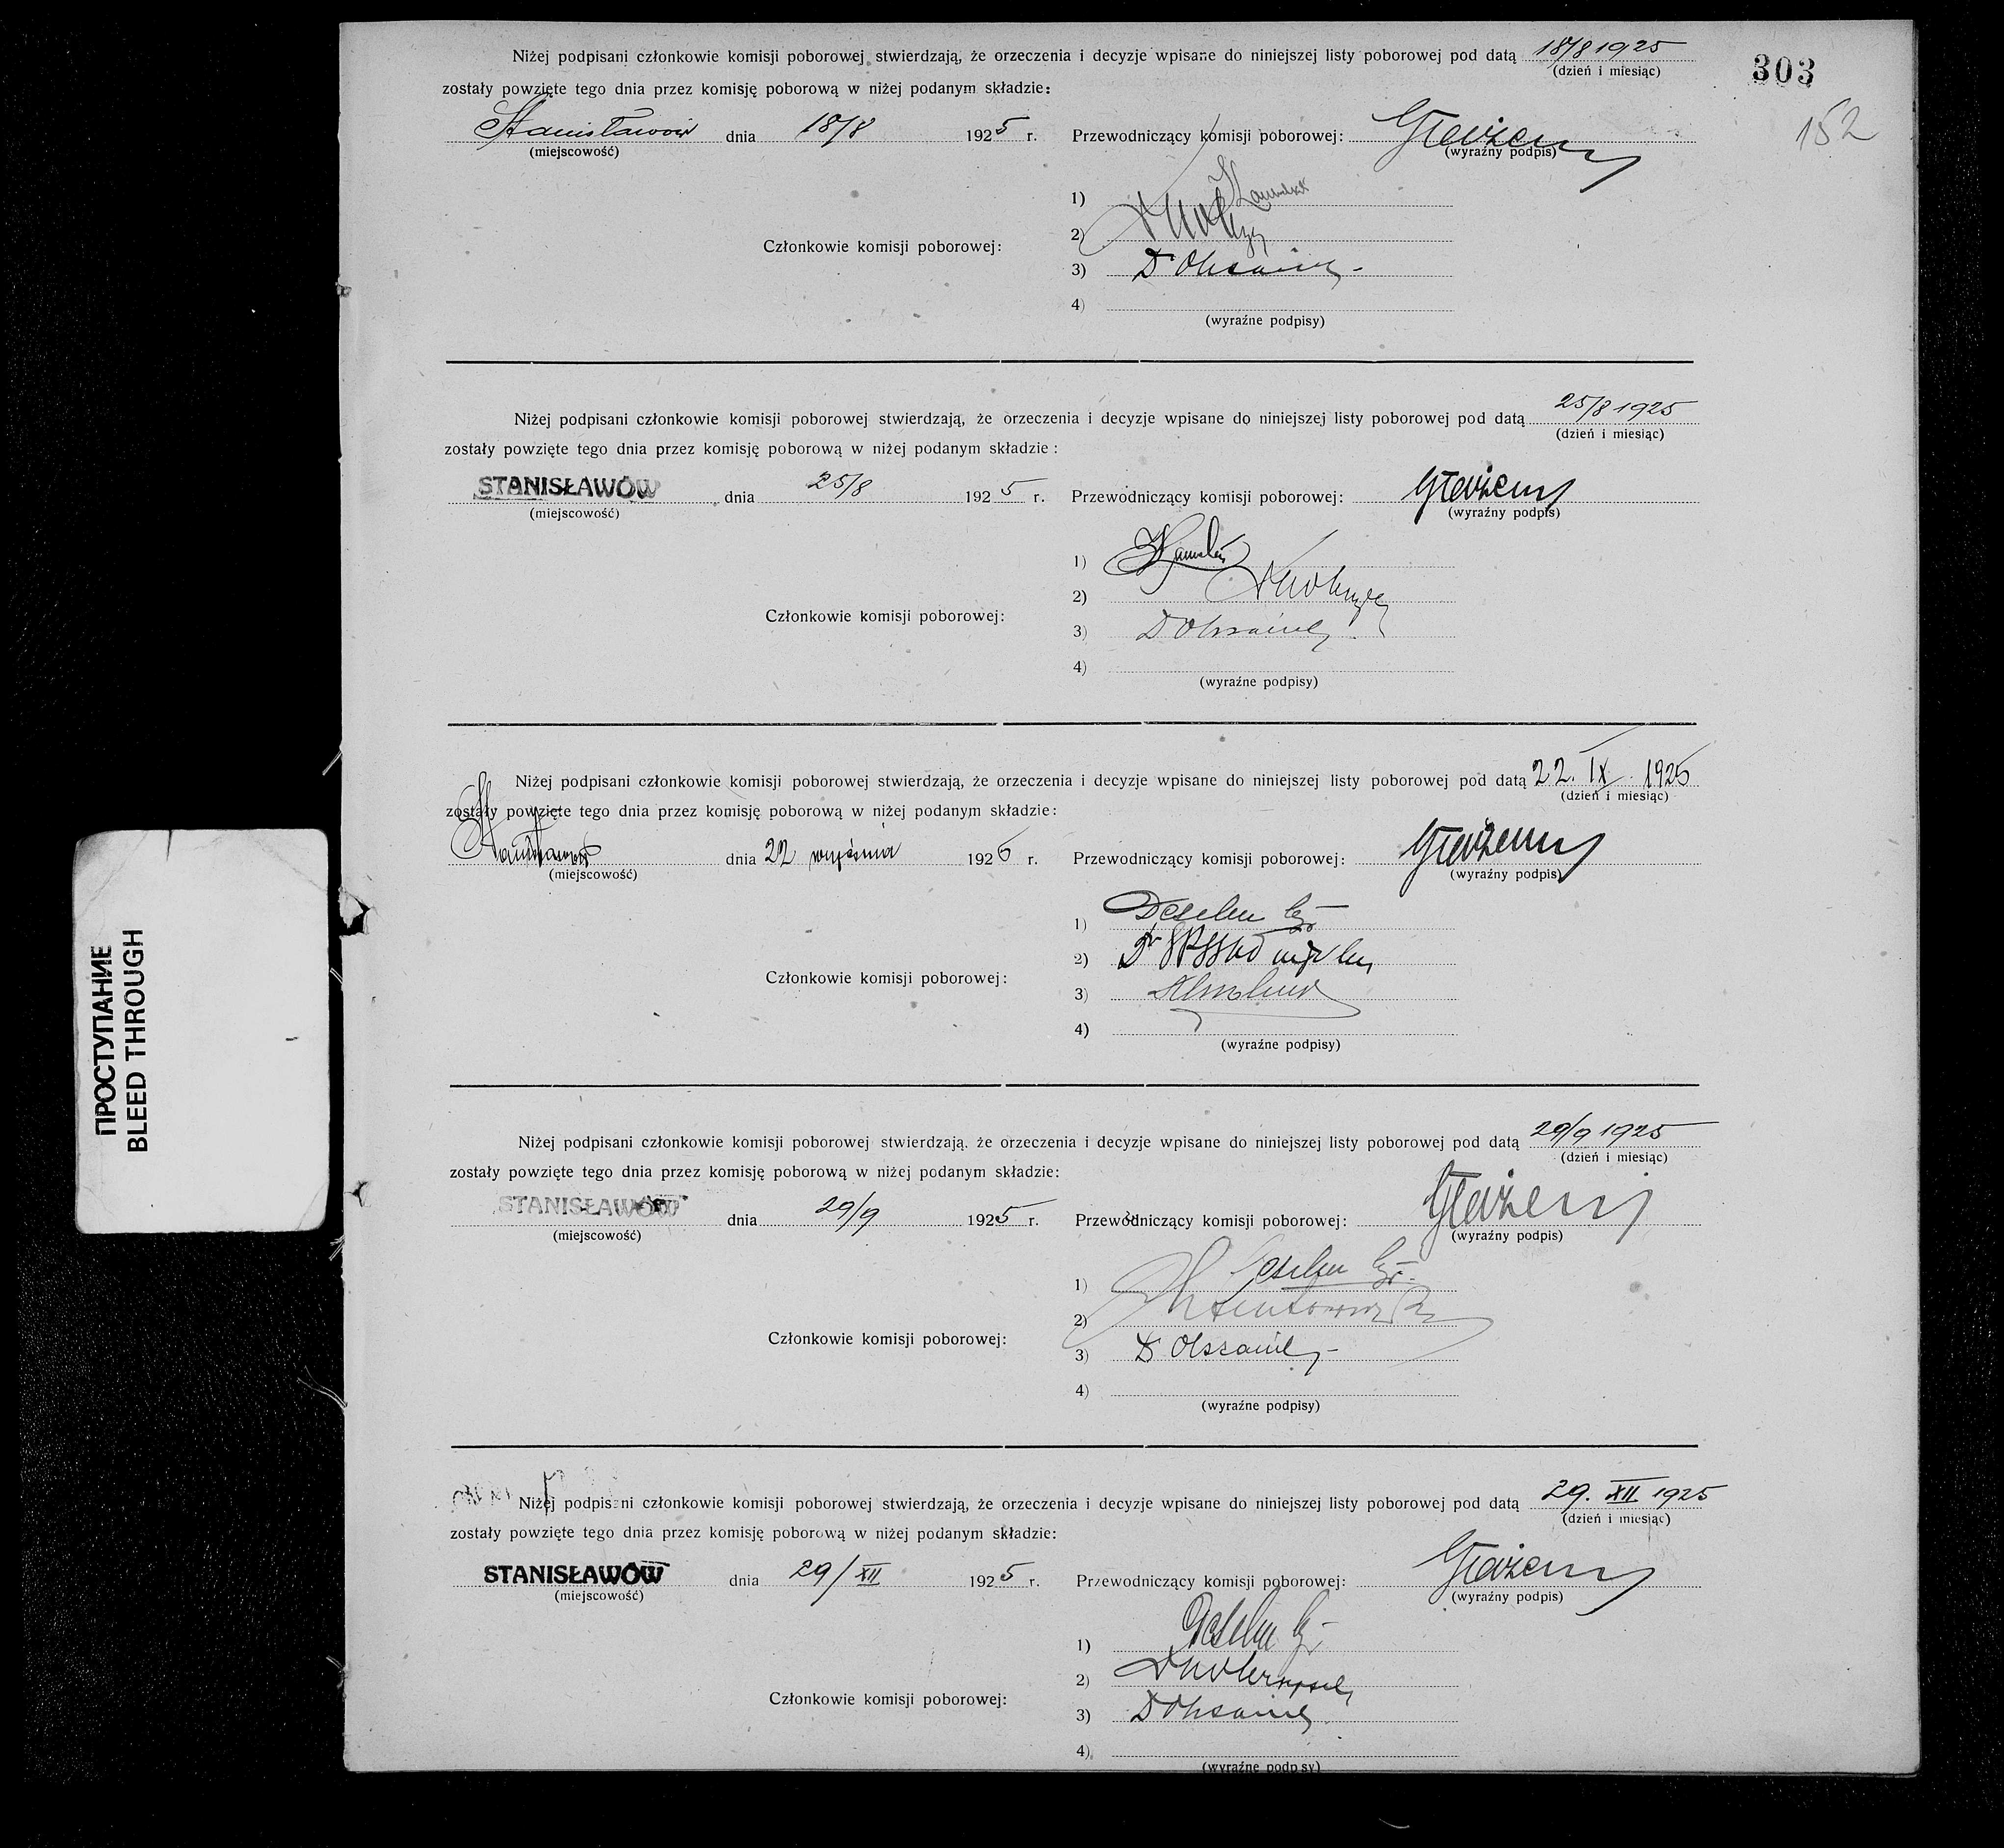 Niżej podpisani członkowie komisji poborowej stwierdzają, że orzeczenia i decyzje wpisane do niniejszej listy poborowej pod datą 18/8 1925
(dzień i miesiąc)
303
zostały powzięte tego dnia przez komisję poborową w niżej podanym składzie:
152
Stanisławów dnia 18/8 1925 r. Przewodniczący komisji poborowej:
(miejscowość) (wyraźny podpis)
1)
2)
Członkowie komisji poborowej:
3)
4)
(wyraźne podpisy)
Niżej podpisani członkowie komisji poborowej stwierdzają, że orzeczenia i decyzje wpisane do niniejszej listy poborowej pod datą 25/8 1925
(dzień i miesiąc)
zostały powzięte tego dnia przez komisję poborową w niżej podanym składzie:
STANISŁAWÓW dnia 25/8 1925 r. Przewodniczący komisji poborowej:
(miejscowość) (wyraźny podpis)
1)
2)
Członkowie komisji poborowej:
3)
4)
(wyraźne podpisy)
Niżej podpisani członkowie komisji poborowej stwierdzają, że orzeczenia i decyzje wpisane do niniejszej listy poborowej pod datą 22. IX. 1925
(dzień i miesiąc)
zostały powzięte tego dnia przez komisję poborową w niżej podanym składzie:
Stanisławów dnia 22 września 192 r. Przewodniczący komisji poborowej:
(miejscowość) (wyraźny podpis)
1)
2) Dr
Członkowie komisji poborowej:
3)
4)
(wyraźne podpisy)
Niżej podpisani członkowie komisji poborowej stwierdzają. że orzeczenia i decyzje wpisane do niniejszej listy poborowej pod datą 29/9 1925
(dzień i miesiąc)
zostały powzięte tego dnia przez komisję poborową w niżej podanym składzie:
STANISŁAWÓW dnia 29/9 1925 r. Przewodniczący komisji poborowej:
(miejscowość) (wyraźny podpis)
1)
2)
Członkowie komisji poborowej:
3)
4)
(wyraźne podpisy)
Niżej podpisani członkowie komisji poborowej stwierdzają, że orzeczenia i decyzje wpisane do niniejszej listy poborowej pod datą 29. XII 1925
(dzień i miesiąc)
zostały powzięte tego dnia przez komisję poborową w niżej podanym składzie:
STANISŁAWÓW dnia 29/XII 1925 r. Przewodniczący komisji poborowej:
(miejscowość) (wyraźny podpis)
1)
2)
Członkowie komisji poborowej:
3)
4)
(wyraźne podpisy)
ПРОСТУПАНИЕ
BLEED THROUGH